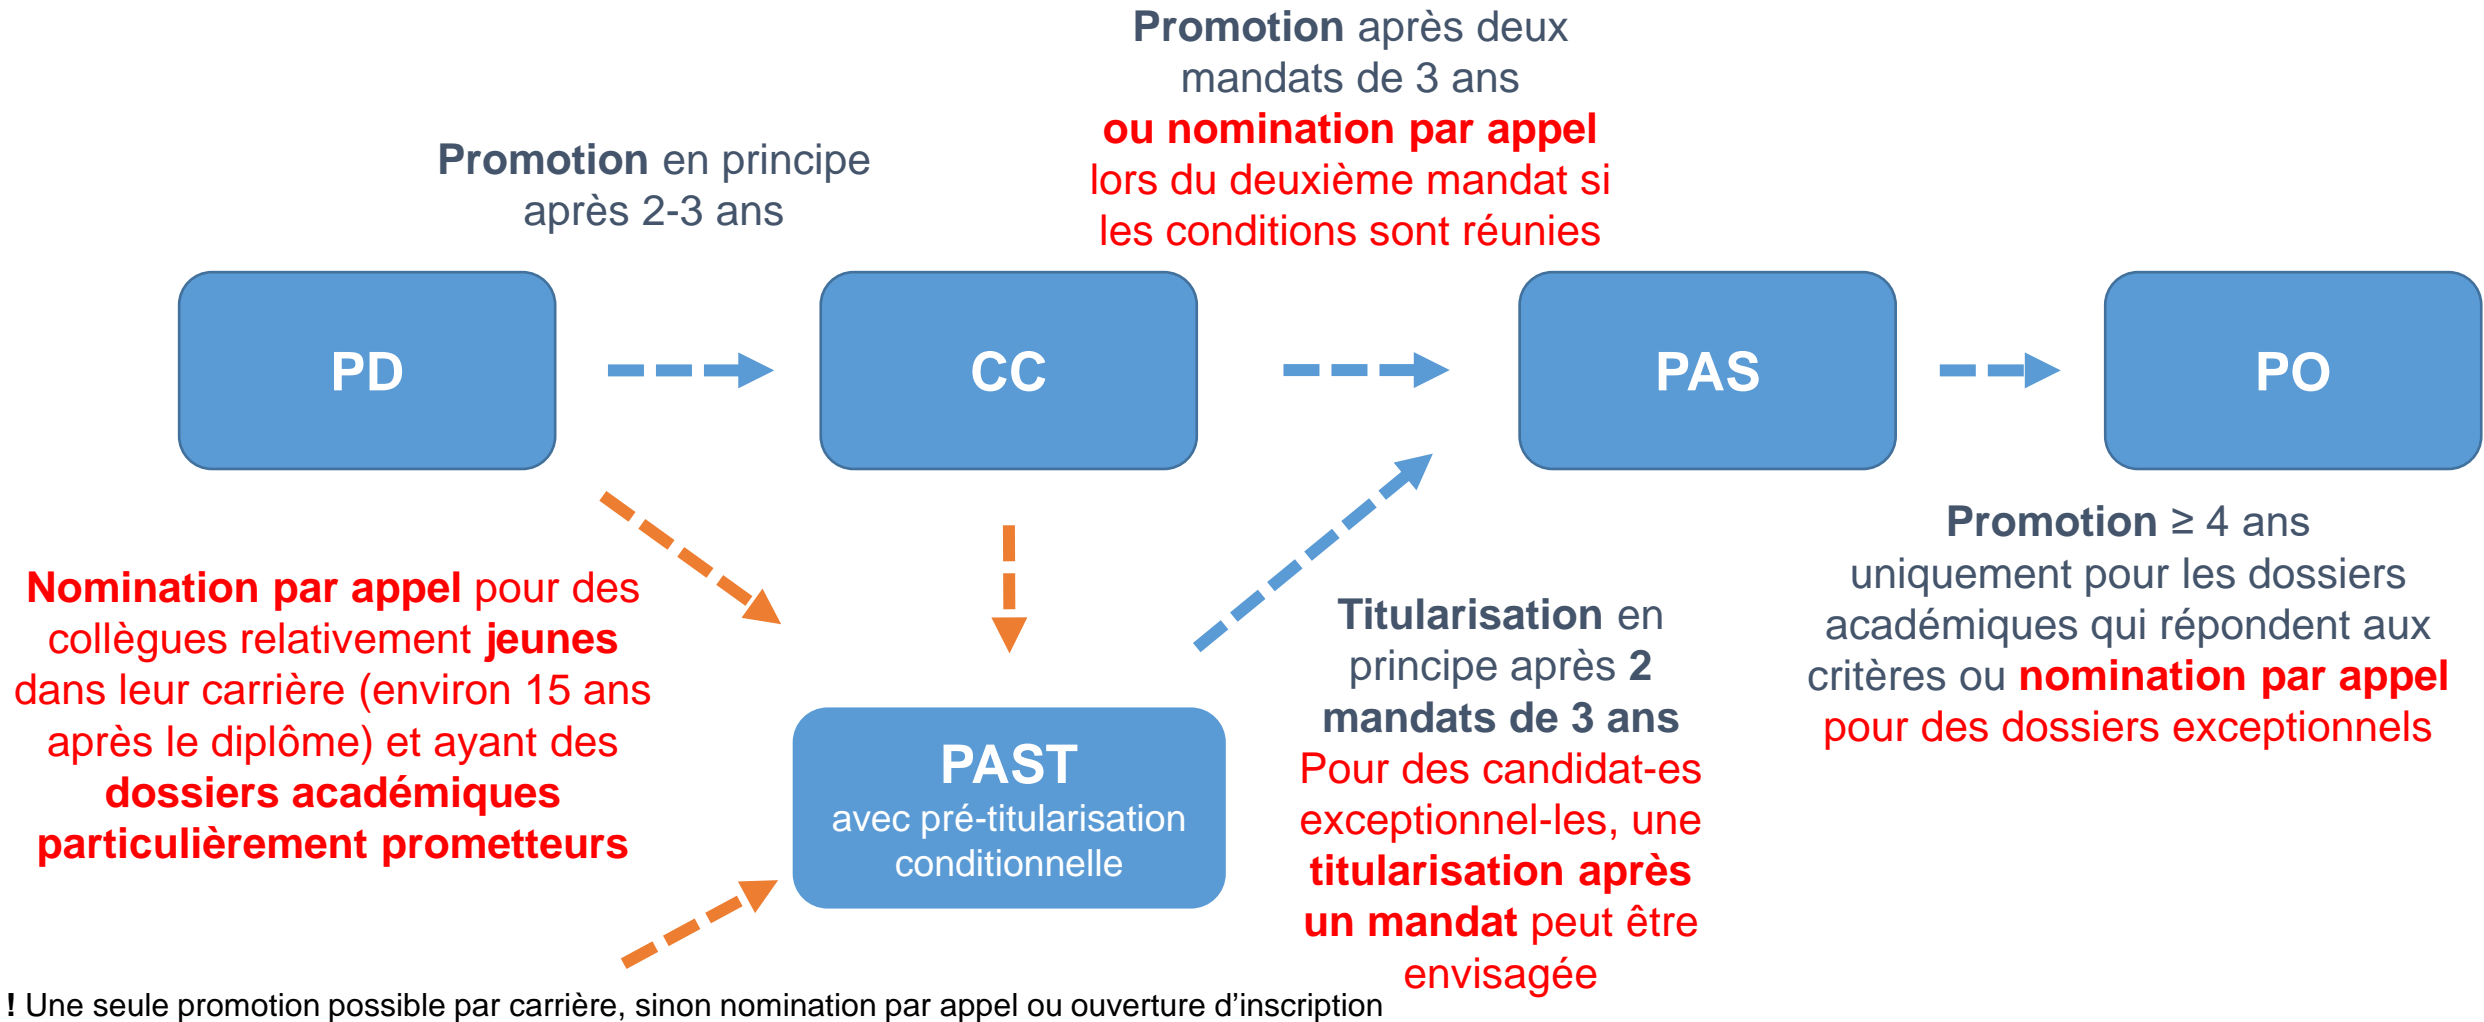 Promotion après deux
mandats de 3 ans
ou nomination par appel
lors du deuxième mandat si
les conditions sont réunies
Promotion en principe
après 2-3 ans
PD
CC
PAS
PO
Nomination par appel pour des
collègues relativement jeunes
dans leur carrière (environ 15 ans
après le diplôme) et ayant des
dossiers académiques
particulièrement prometteurs
PAST
avec pré-titularisation
conditionnelle
Titularisation en
principe après 2
mandats de 3 ans
Pour des candidat-es
exceptionnel-les, une
titularisation après
un mandat peut être
envisagée
Promotion ≥ 4 ans
uniquement pour les dossiers
académiques qui répondent aux
critères ou nomination par appel
pour des dossiers exceptionnels
! Une seule promotion possible par carrière, sinon nomination par appel ou ouverture d’inscription